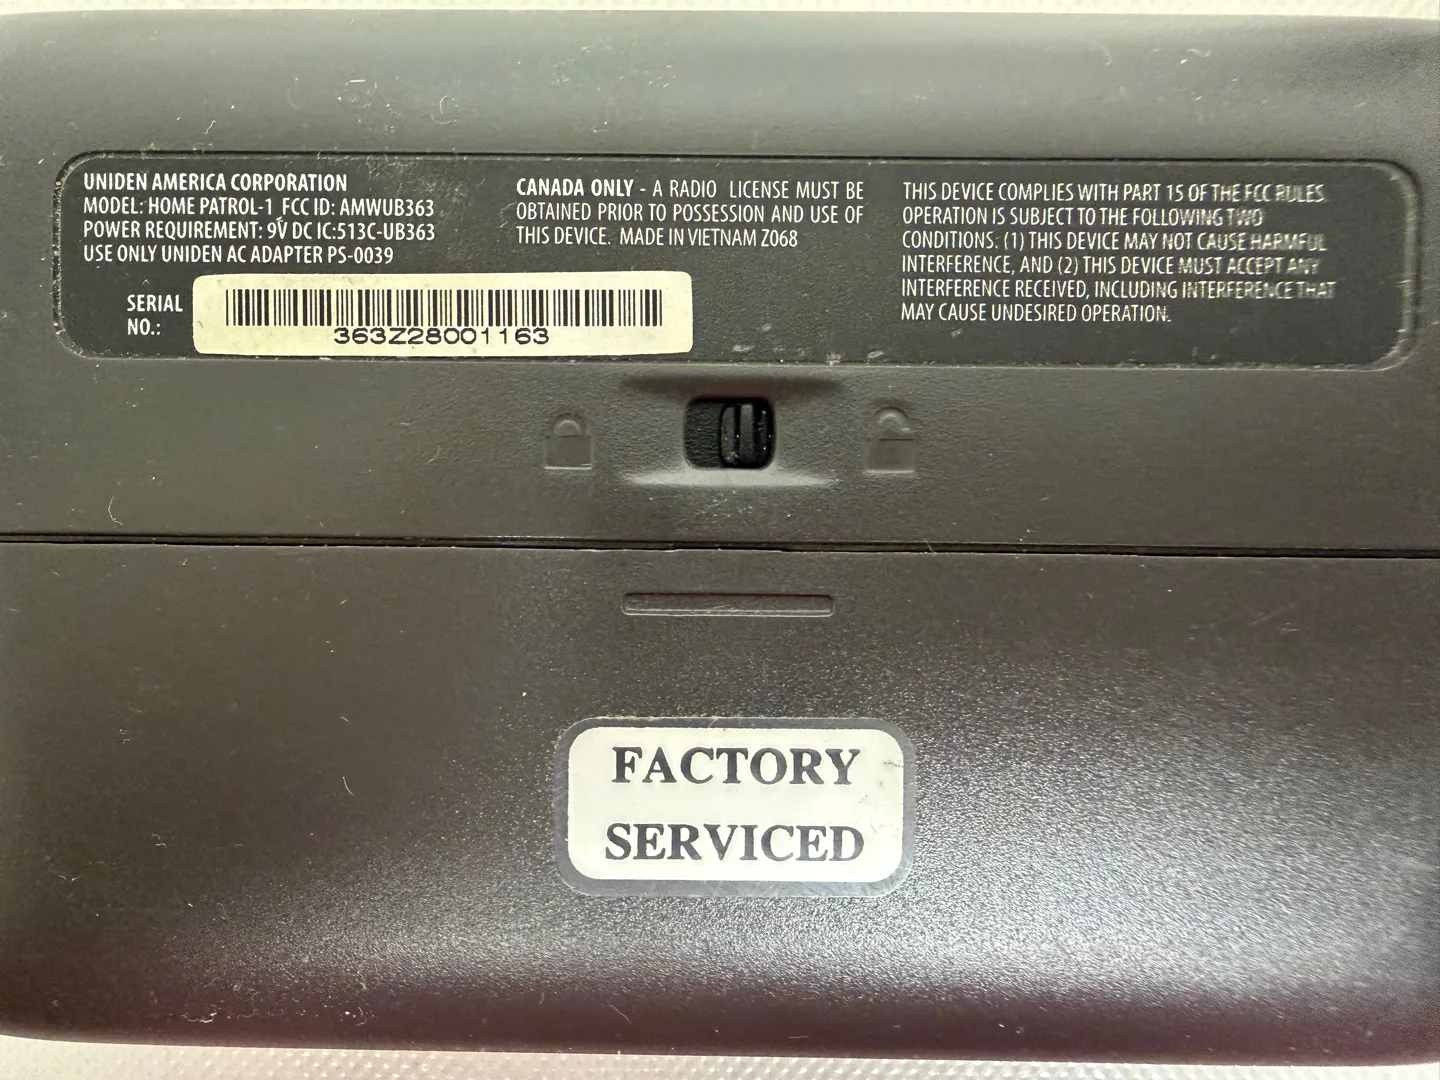 UNIDEN AMERICA CORPORATION
MODEL: HOME PATROL-1 FCC ID: AMWUB363
POWER REQUIREMENT: 9V DC IC:513C-UB363
USE ONLY UNIDEN AC ADAPTER PS-0039
SERIAL
NO.:
363Z28001163
CANADA ONLY - A RADIO LICENSE MUST BE
OBTAINED PRIOR TO POSSESSION AND USE OF
THIS DEVICE. MADE IN VIETNAM Z068
THIS DEVICE COMPLIES WITH PART 15 OF THE FCC RULES.
OPERATION IS SUBJECT TO THE FOLLOWING TWO
CONDITIONS: (1) THIS DEVICE MAY NOT CAUSE HARMFUL
INTERFERENCE, AND (2) THIS DEVICE MUST ACCEPT ANY
INTERFERENCE RECEIVED, INCLUDING INTERFERENCE THAT
MAY CAUSE UNDESIRED OPERATION.
FACTORY
SERVICED